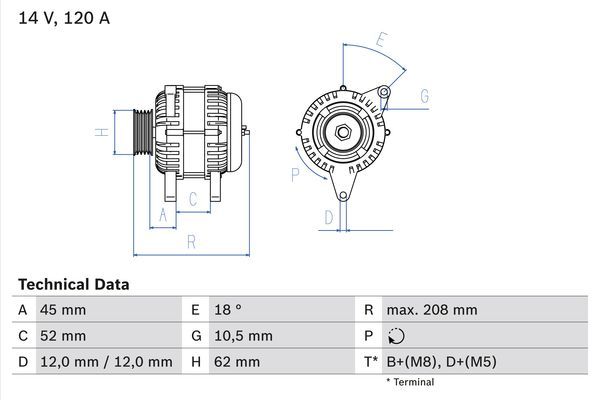 14 V, 120 A
E
G
H
P
A
C
D
R
Technical Data
A 45 mm E 18 ° R max. 208 mm
C 52 mm G 10,5 mm P
D 12,0 mm / 12,0 mm H 62 mm T* B+(M8), D+(M5)
* Terminal